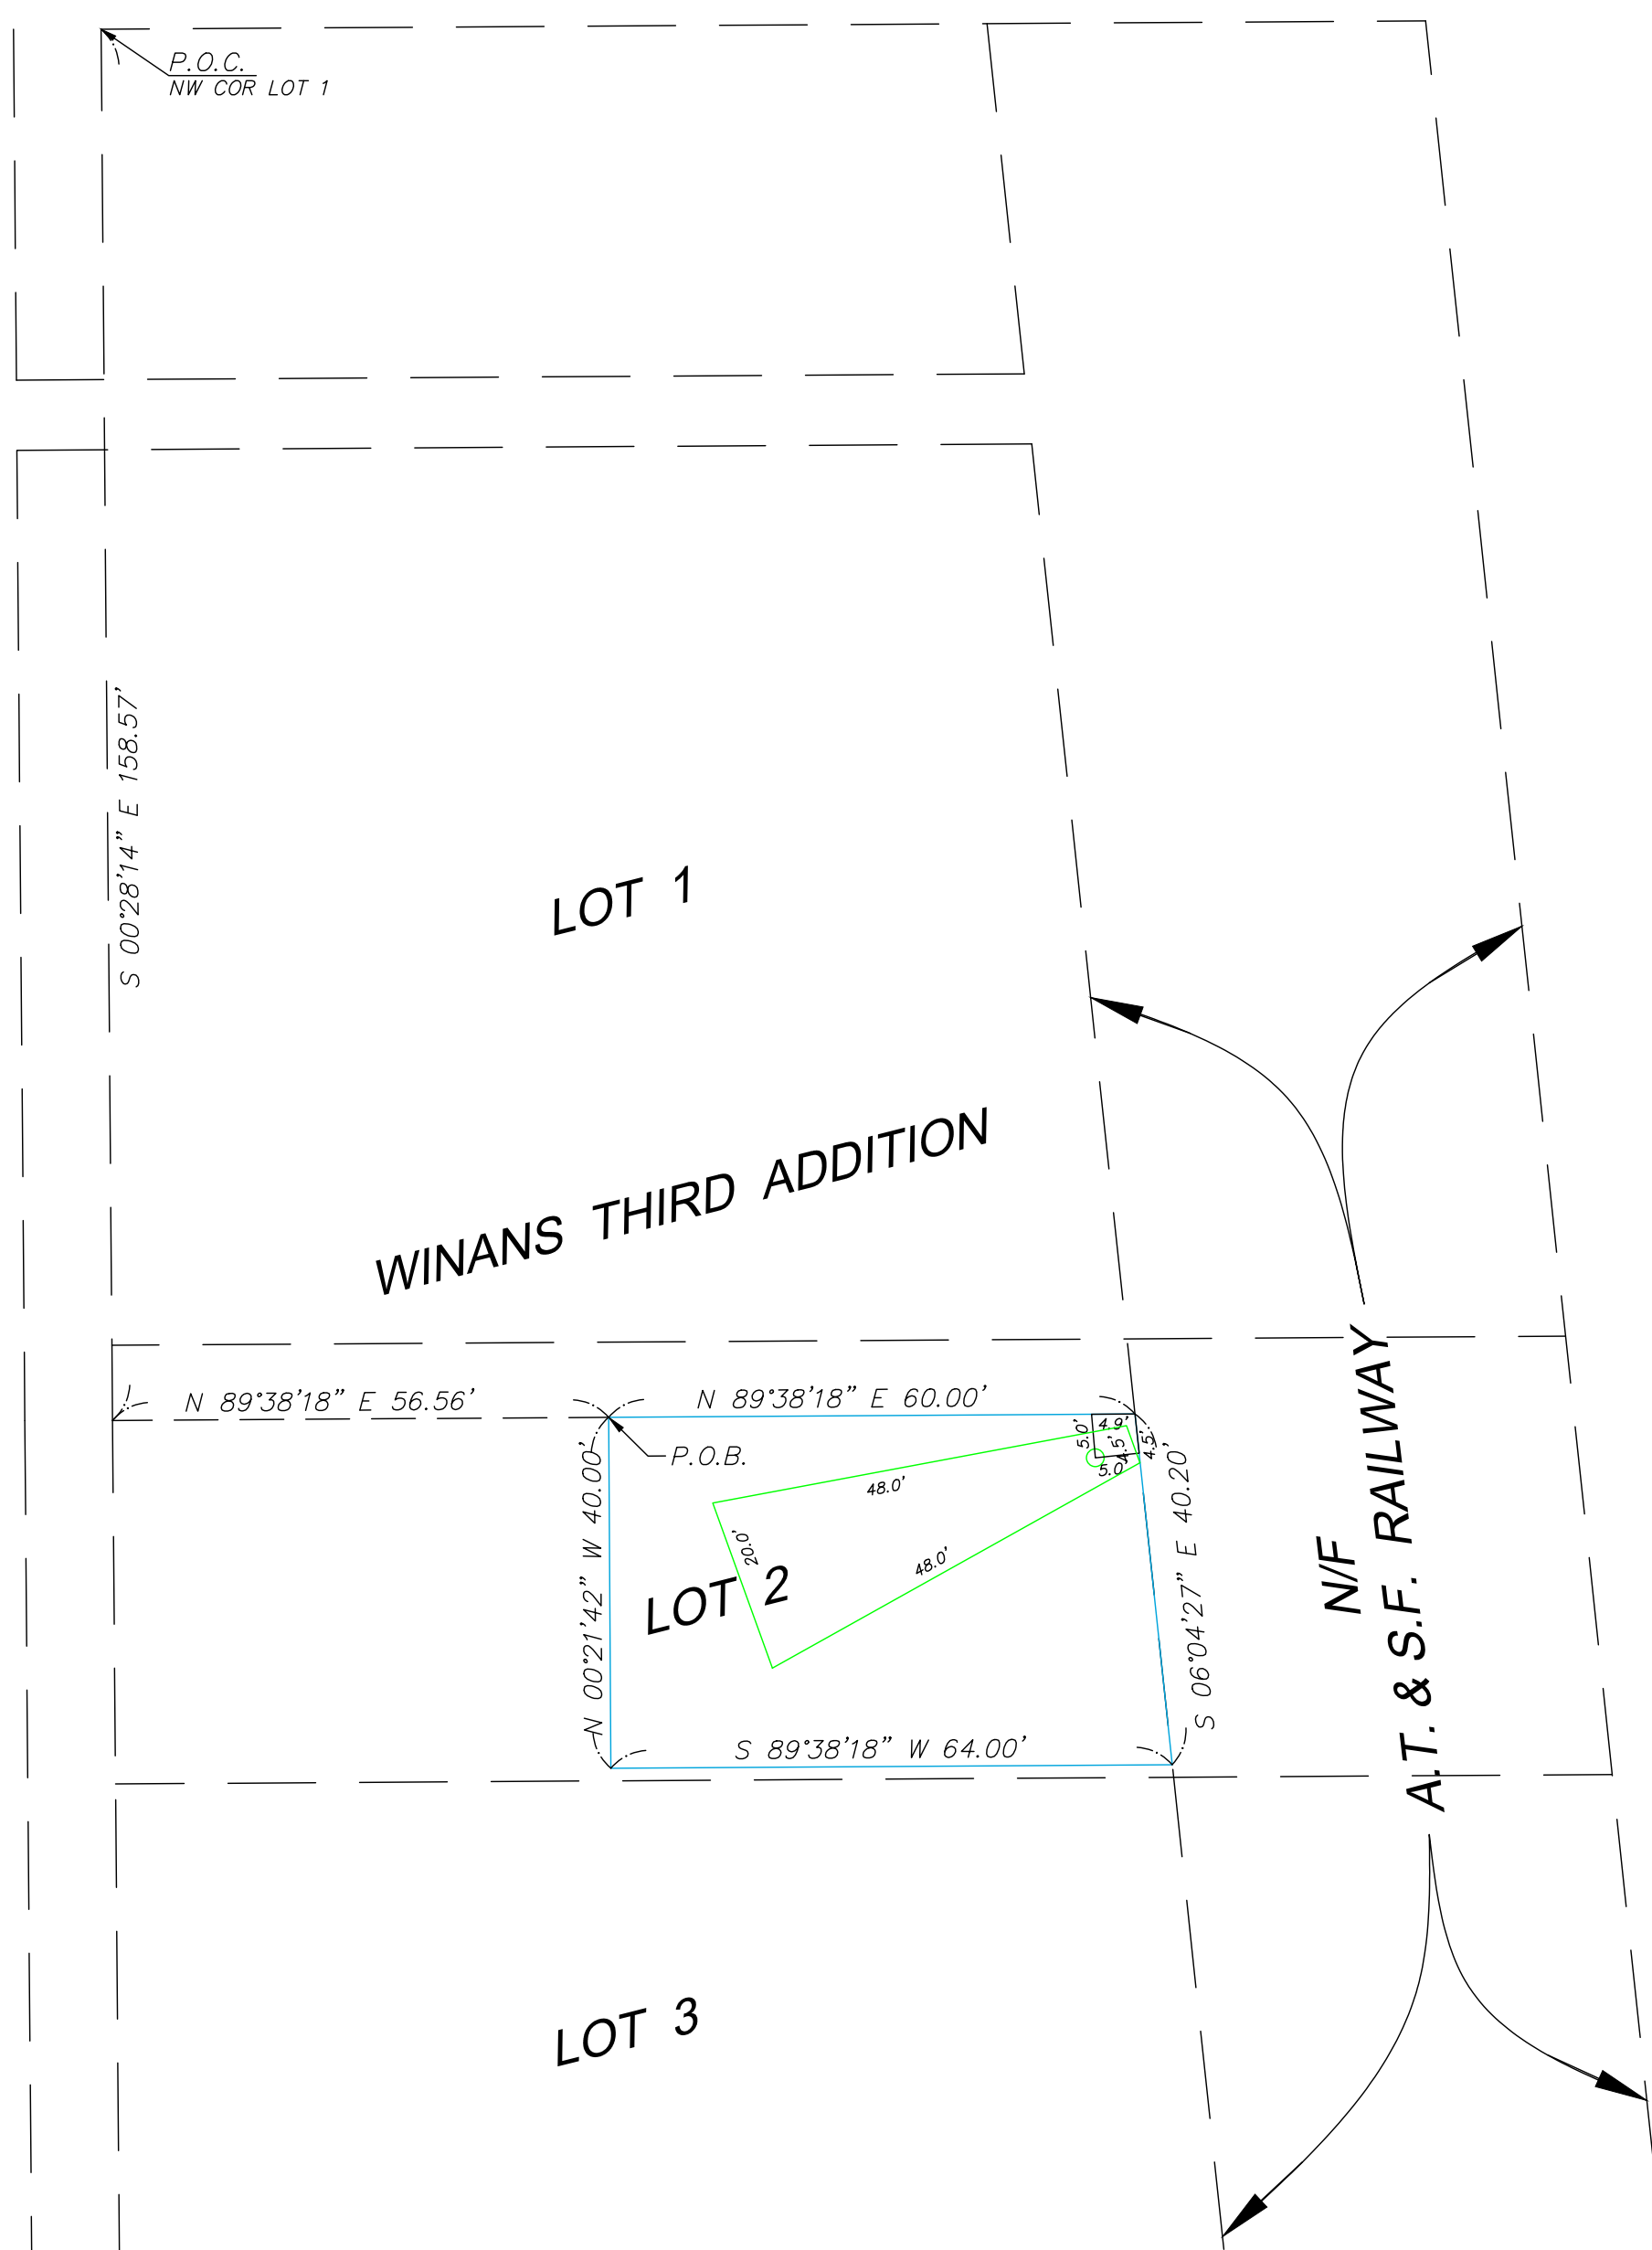 P.O.C.
NW COR LOT 1
S 00°28'14" E 158.57'
LOT 1
WINANS THIRD ADDITION
N 89°38'18" E 56.56'
N 89°38'18" E 60.00'
P.O.B.
5.0'
4.9'
4.5'
4.5'
5.0'
N 00°21'42" W 40.00'
48.0'
20.0'
48.0'
LOT 2
S 06°04'27" E 40.20'
S 89°38'18" W 64.00'
N/F
A.T. & S.F. RAILWAY
LOT 3